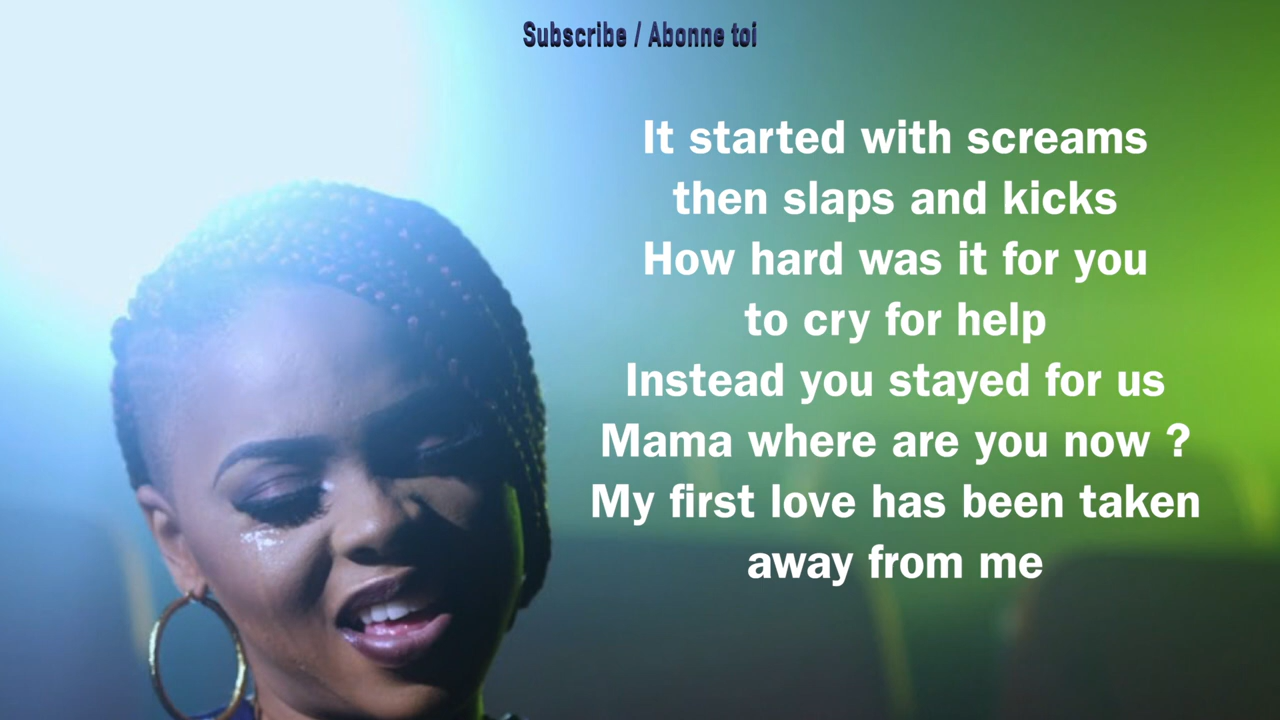 Subscribe / Abonne toi
It started with screams
then slaps and kicks
How hard was it for you
to cry for help
Instead you stayed for us
Mama where are you now ?
My first love has been taken
away from me